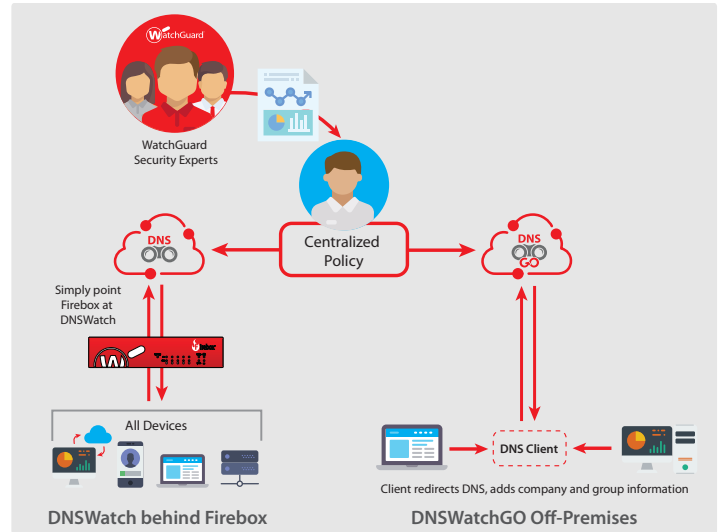 WatchGuard
WatchGuard
Security Experts
Centralized
Policy
DNS
DNS
GO
Simply point
Firebox at
DNSWatch
All Devices
DNS Client
Client redirects DNS, adds company and group information
DNSWatch behind Firebox
DNSWatchGO Off-Premises